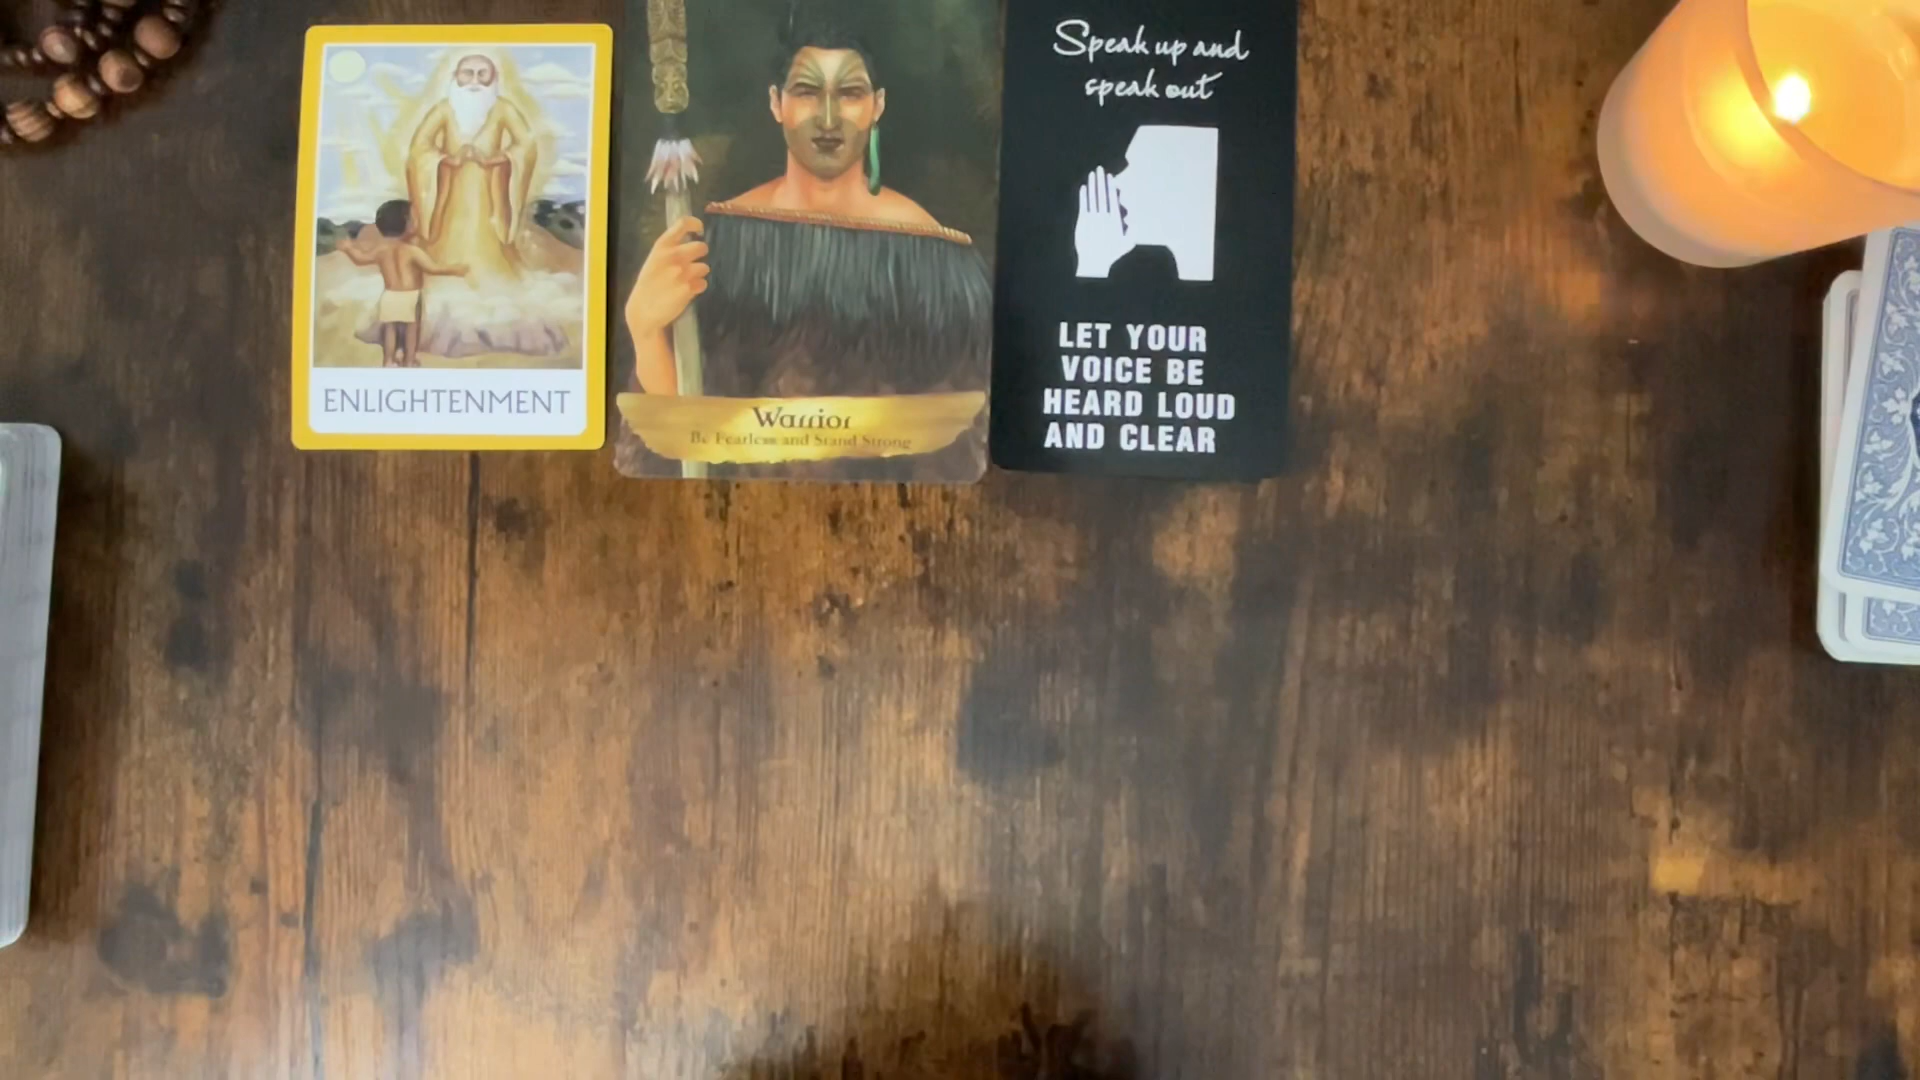 ENLIGHTENMENT
Warrior
Be Fearless and Stand Strong
Speak up and
speak out
LET YOUR
VOICE BE
HEARD LOUD
AND CLEAR